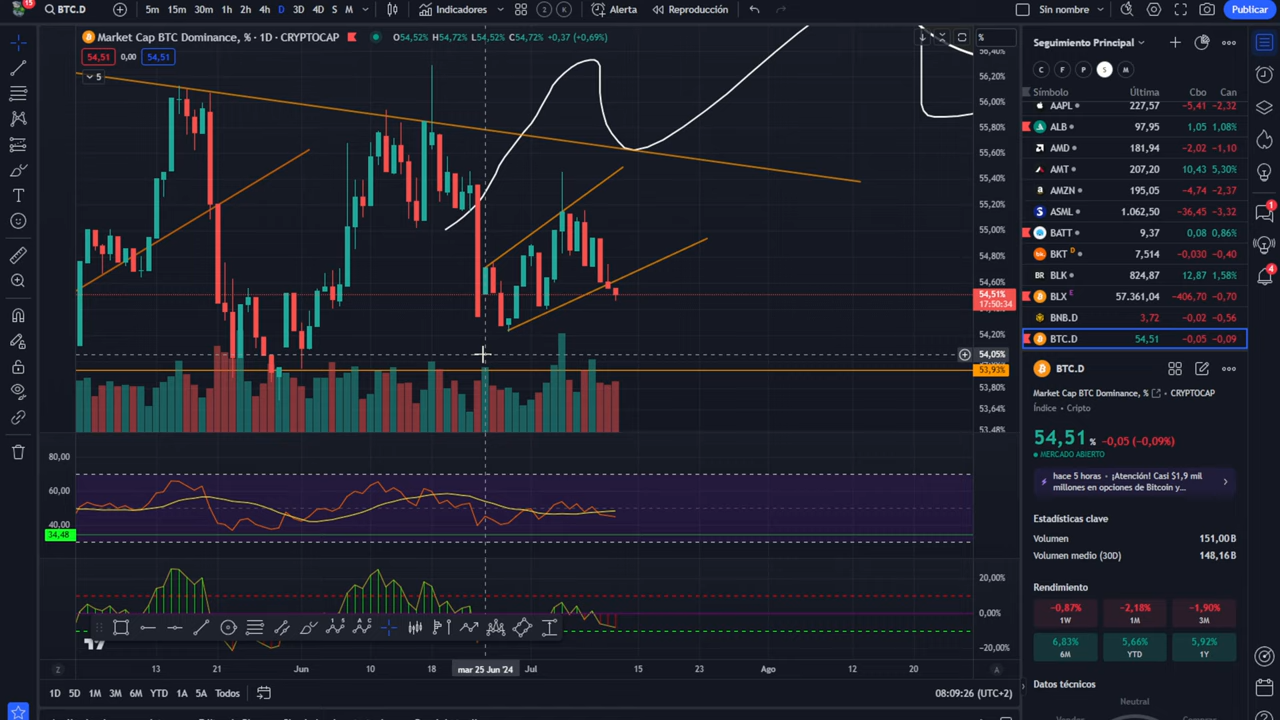 15
BTC.D
5m 15m 30m 1h 2h 4h D 3D 4D S M
Indicadores
2 K
Alerta
Reproducción
Sin nombre
Publicar
Market Cap BTC Dominance, % · 1D · CRYPTOCAP
O54,52% H54,72% L54,52% C54,72% +0,37 (+0,69%)
54,51 0,00 54,51
5
%
56,40%
56,20%
56,00%
55,80%
55,60%
55,40%
55,20%
55,00%
54,80%
54,60%
54,51%
17:50:34
54,20%
54,05%
53,93%
53,80%
53,64%
53,48%
80,00
60,00
40,00
34,48
20,00%
0,00%
-20,00%
Z
13 21 Jun 10 18 mar 25 Jun '24 Jul 15 23 Ago 12 20
A
1D 5D 1M 3M 6M YTD 1A 5A Todos
08:09:26 (UTC+2)
Seguimiento Principal
C F P S M
Símbolo Última Cbo Can
AAPL 227,57 -5,41 -2,32
ALB 97,95 1,05 1,08%
AMD 181,94 -2,02 -1,10
AMT 207,20 10,43 5,30%
AMZN 195,05 -4,74 -2,37
ASML 1.062,50 -36,45 -3,32
BATT 9,37 0,08 0,86%
BKT D 7,514 -0,030 -0,40
BLK 824,87 12,87 1,58%
BLX E 57.361,04 -406,70 -0,70
BNB.D 3,72 -0,02 -0,56
BTC.D 54,51 -0,05 -0,09
BTC.D
Market Cap BTC Dominance, % CRYPTOCAP
Índice • Cripto
54,51 % -0,05 (-0,09%)
MERCADO ABIERTO
hace 5 horas • ¡Atención! Casi $1,9 mil
millones en opciones de Bitcoin y...
Estadísticas clave
Volumen 151,00B
Volumen medio (30D) 148,16B
Rendimiento
-0,87% -2,18% -1,90%
1W 1M 3M
6,83% 5,66% 5,92%
6M YTD 1Y
Datos técnicos
Neutral
1
4